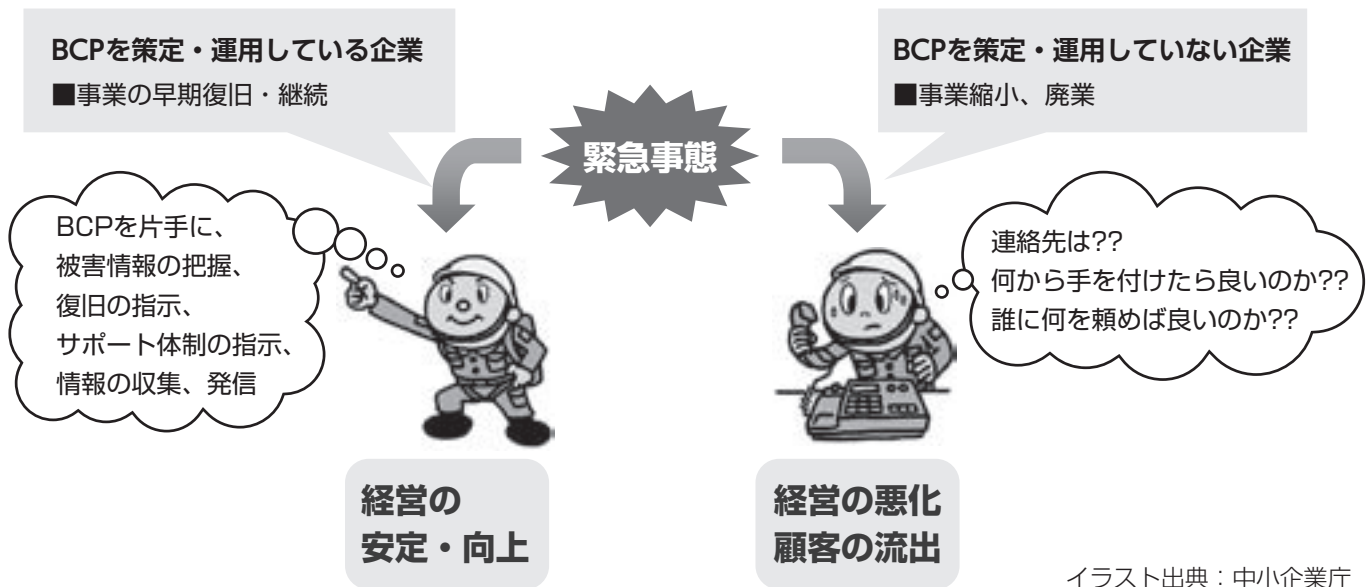 BCPを策定・運用している企業
■事業の早期復旧・継続
BCPを策定・運用していない企業
■事業縮小、廃業
緊急事態
BCPを片手に、
被害情報の把握、
復旧の指示、
サポート体制の指示、
情報の収集、発信
連絡先は??
何から手を付けたら良いのか??
誰に何を頼めば良いのか??
経営の
安定・向上
経営の悪化
顧客の流出
イラスト出典：中小企業庁